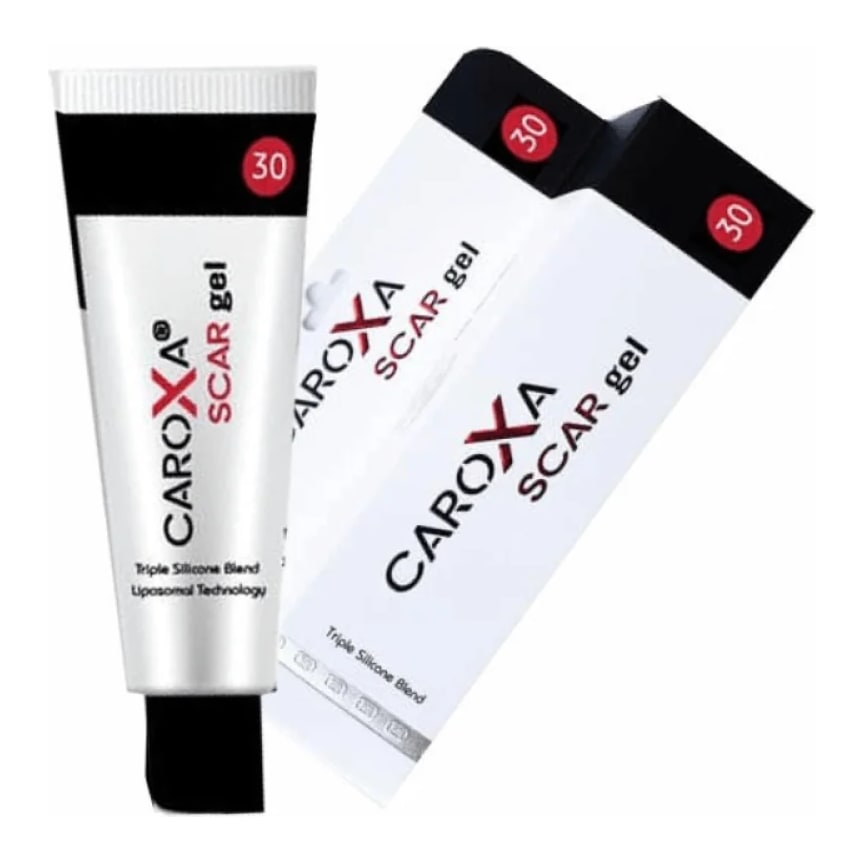 30
CAROXA®
SCAR gel
Triple Silicone Blend
Liposomal Technology
30
CAROXA
SCAR gel
30
CAROXA
SCAR gel
Triple Silicone Blend